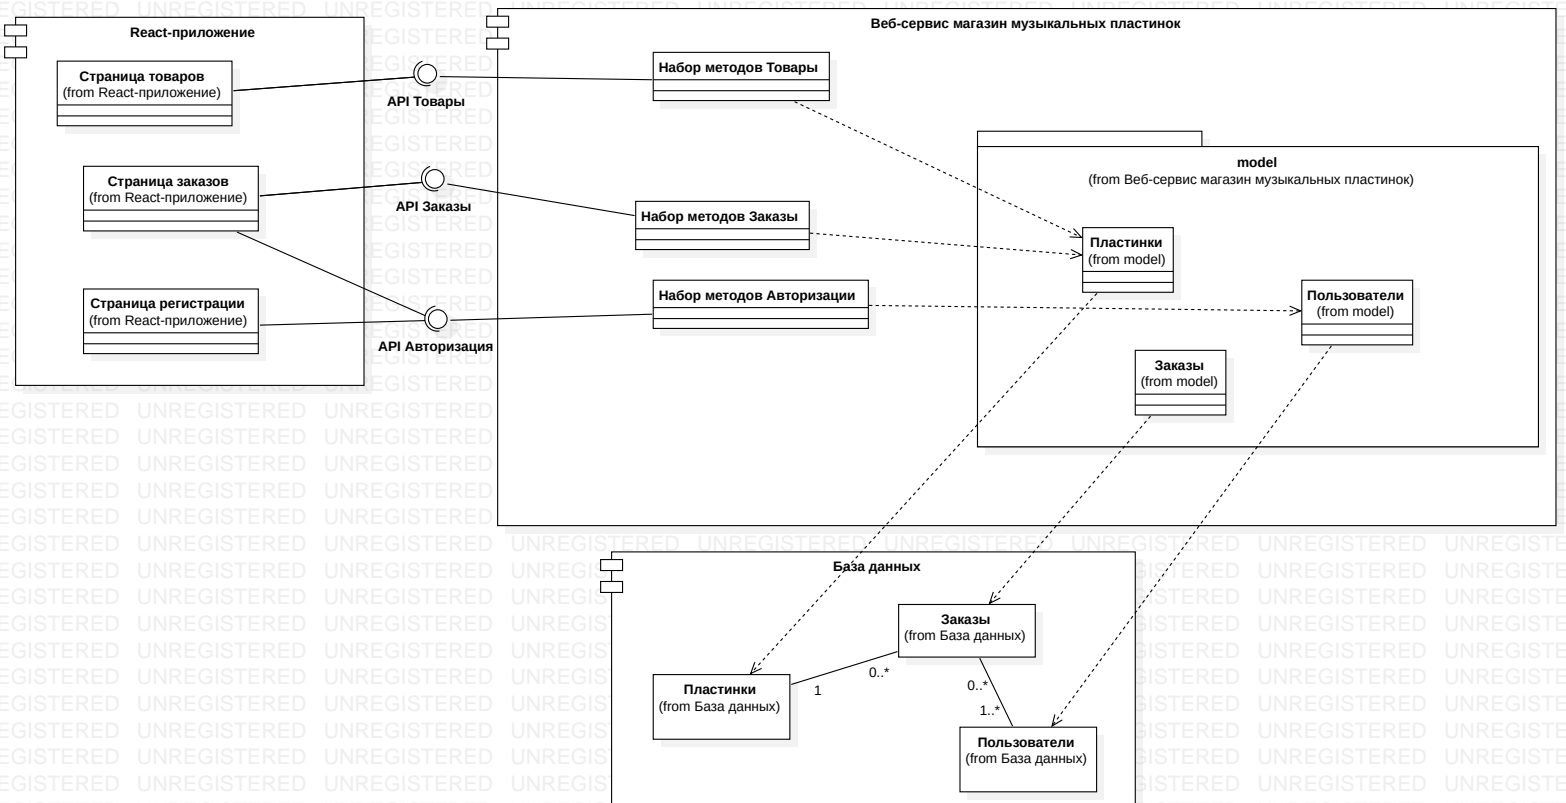 React-приложение
Страница товаров
(from React-приложение)
Страница заказов
(from React-приложение)
Страница регистрации
(from React-приложение)
API Товары
API Заказы
API Авторизация
Веб-сервис магазин музыкальных пластинок
Набор методов Товары
Набор методов Заказы
Набор методов Авторизации
model
(from Веб-сервис магазин музыкальных пластинок)
Пластинки
(from model)
Пользователи
(from model)
Заказы
(from model)
База данных
Заказы
(from База данных)
0..*
1
Пластинки
(from База данных)
0..*
1..*
Пользователи
(from База данных)
UNREGISTERED